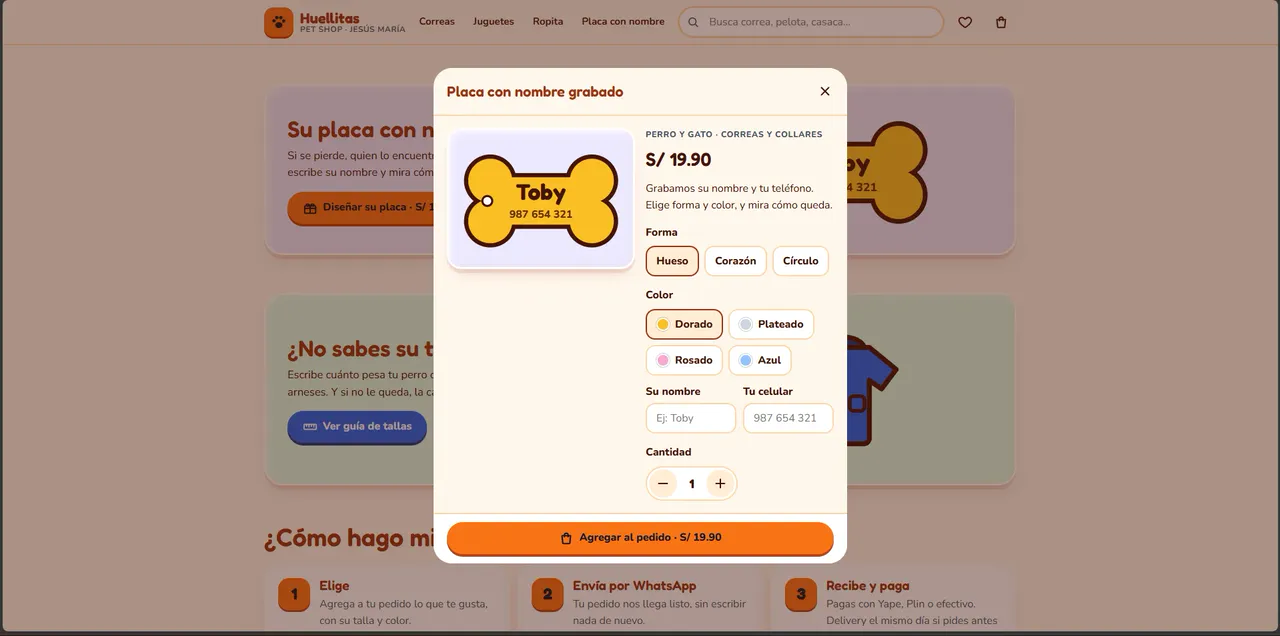 Huellitas
PET SHOP · JESÚS MARÍA
Correas
Juguetes
Ropita
Placa con nombre
Busca correa, pelota, casaca...
Su placa con n
Si se pierde, quien lo encuent
escribe su nombre y mira cóm
Diseñar su placa · S/ 1
by
4 321
¿No sabes su t
Escribe cuánto pesa tu perro
arneses. Y si no le queda, la c
Ver guía de tallas
Placa con nombre grabado
Toby
987 654 321
PERRO Y GATO · CORREAS Y COLLARES
S/ 19.90
Grabamos su nombre y tu teléfono.
Elige forma y color, y mira cómo queda.
Forma
Hueso
Corazón
Círculo
Color
Dorado
Plateado
Rosado
Azul
Su nombre
Tu celular
Ej: Toby
987 654 321
Cantidad
1
Agregar al pedido · S/ 19.90
¿Cómo hago mi
1
Elige
Agrega a tu pedido lo que te gusta,
con su talla y color.
2
Envía por WhatsApp
Tu pedido nos llega listo, sin escribir
nada de nuevo.
3
Recibe y paga
Pagas con Yape, Plin o efectivo.
Delivery el mismo día si pides antes